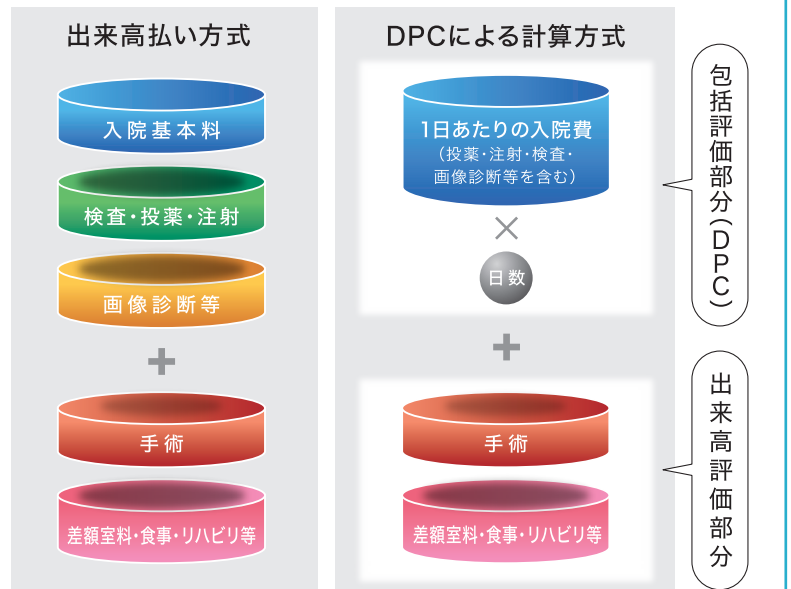 出来高払い方式
入院基本料
検査・投薬・注射
画像診断等
+
手術
差額室料・食事・リハビリ等
DPCによる計算方式
1日あたりの入院費
（投薬・注射・検査・
画像診断等を含む）
×
日数
+
手術
差額室料・食事・リハビリ等
包括評価部分（DPC）
出来高評価部分